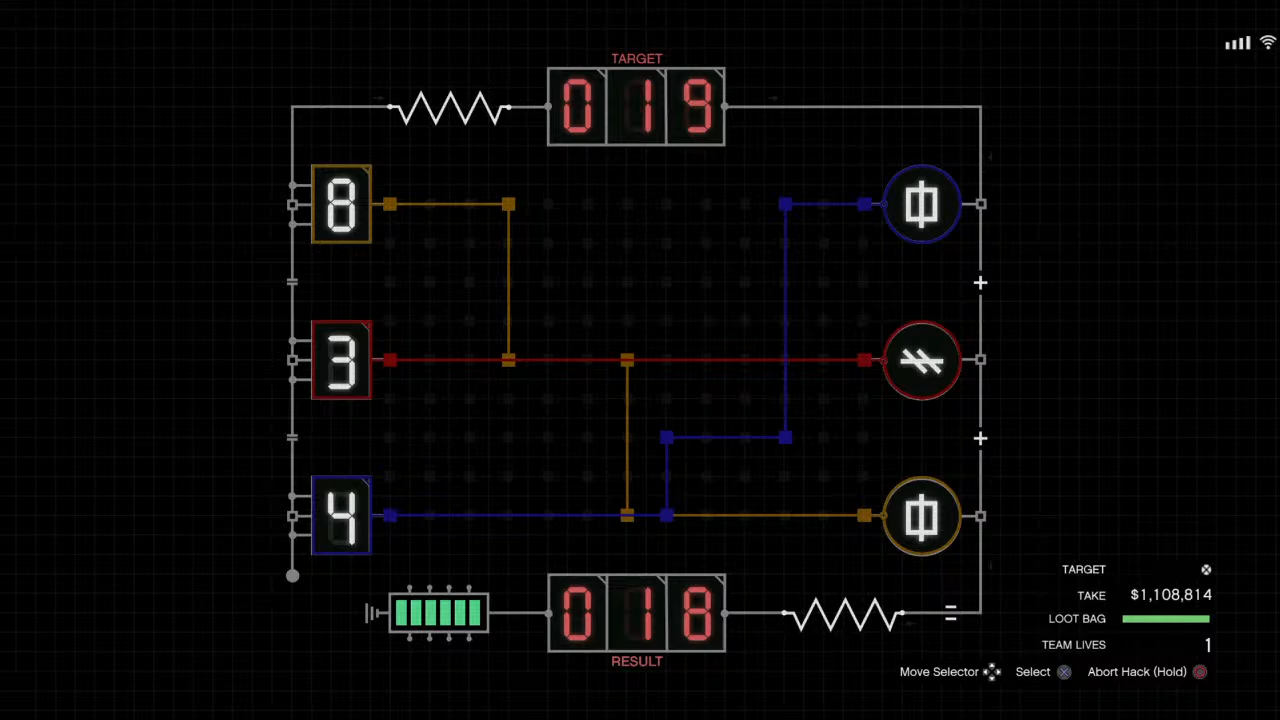 TARGET
019
8
3
4
018
RESULT
TARGET
TAKE $1,108,814
LOOT BAG
TEAM LIVES 1
Move Selector Select Abort Hack (Hold)